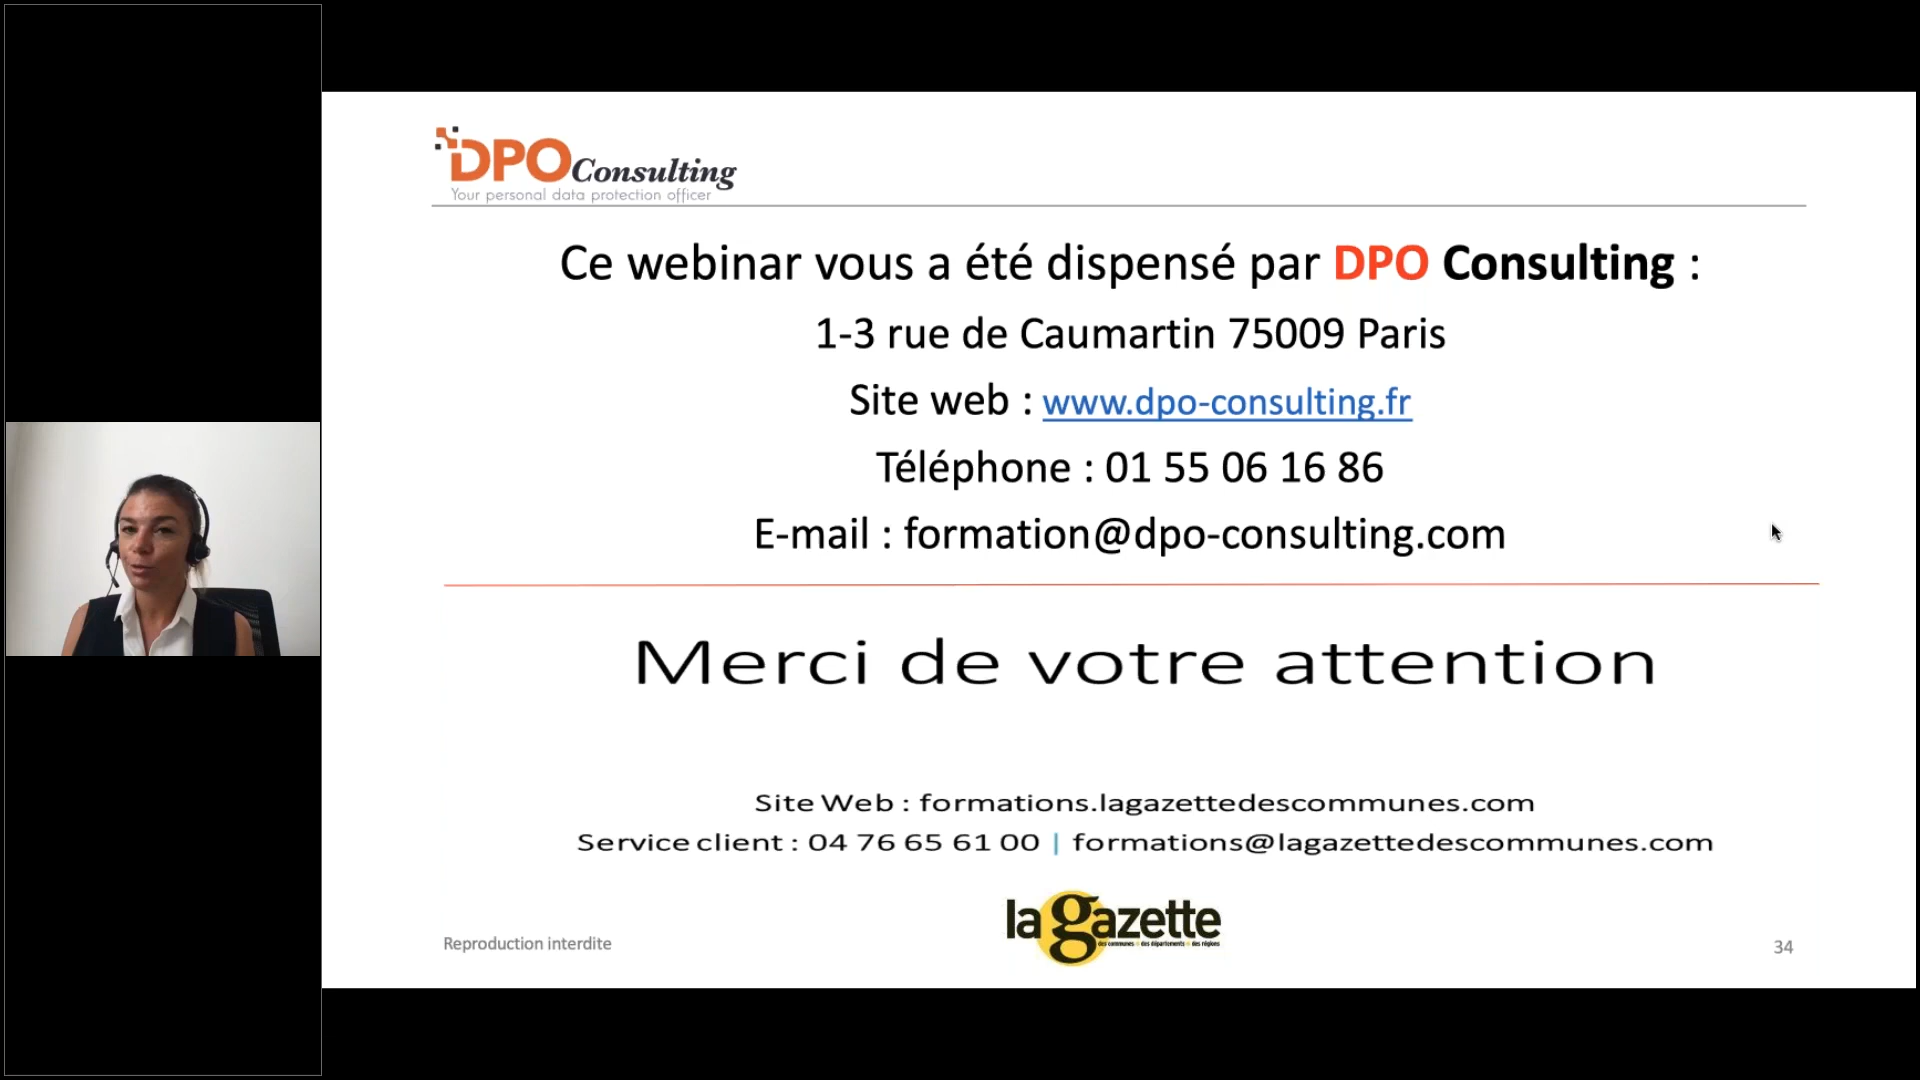 DPO Consulting
Your personal data protection officer
Ce webinar vous a été dispensé par DPO Consulting :
1-3 rue de Caumartin 75009 Paris
Site web : www.dpo-consulting.fr
Téléphone : 01 55 06 16 86
E-mail : formation@dpo-consulting.com
Merci de votre attention
Site Web : formations.lagazettedescommunes.com
Service client : 04 76 65 61 00 | formations@lagazettedescommunes.com
la gazette
des communes • des départements • des régions
Reproduction interdite
34